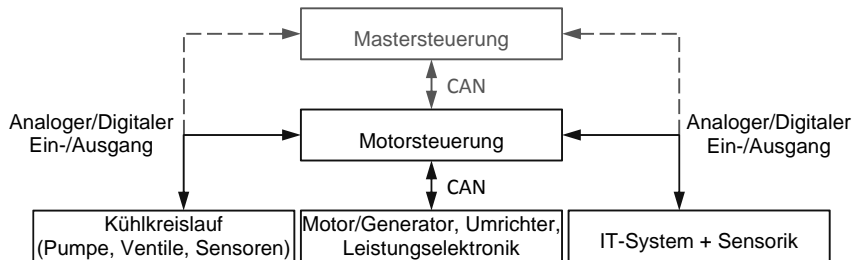 Mastersteuerung
CAN
Analoger/Digitaler
Ein-/Ausgang
Motorsteuerung
Analoger/Digitaler
Ein-/Ausgang
CAN
Kühlkreislauf
(Pumpe, Ventile, Sensoren)
Motor/Generator, Umrichter,
Leistungselektronik
IT-System + Sensorik